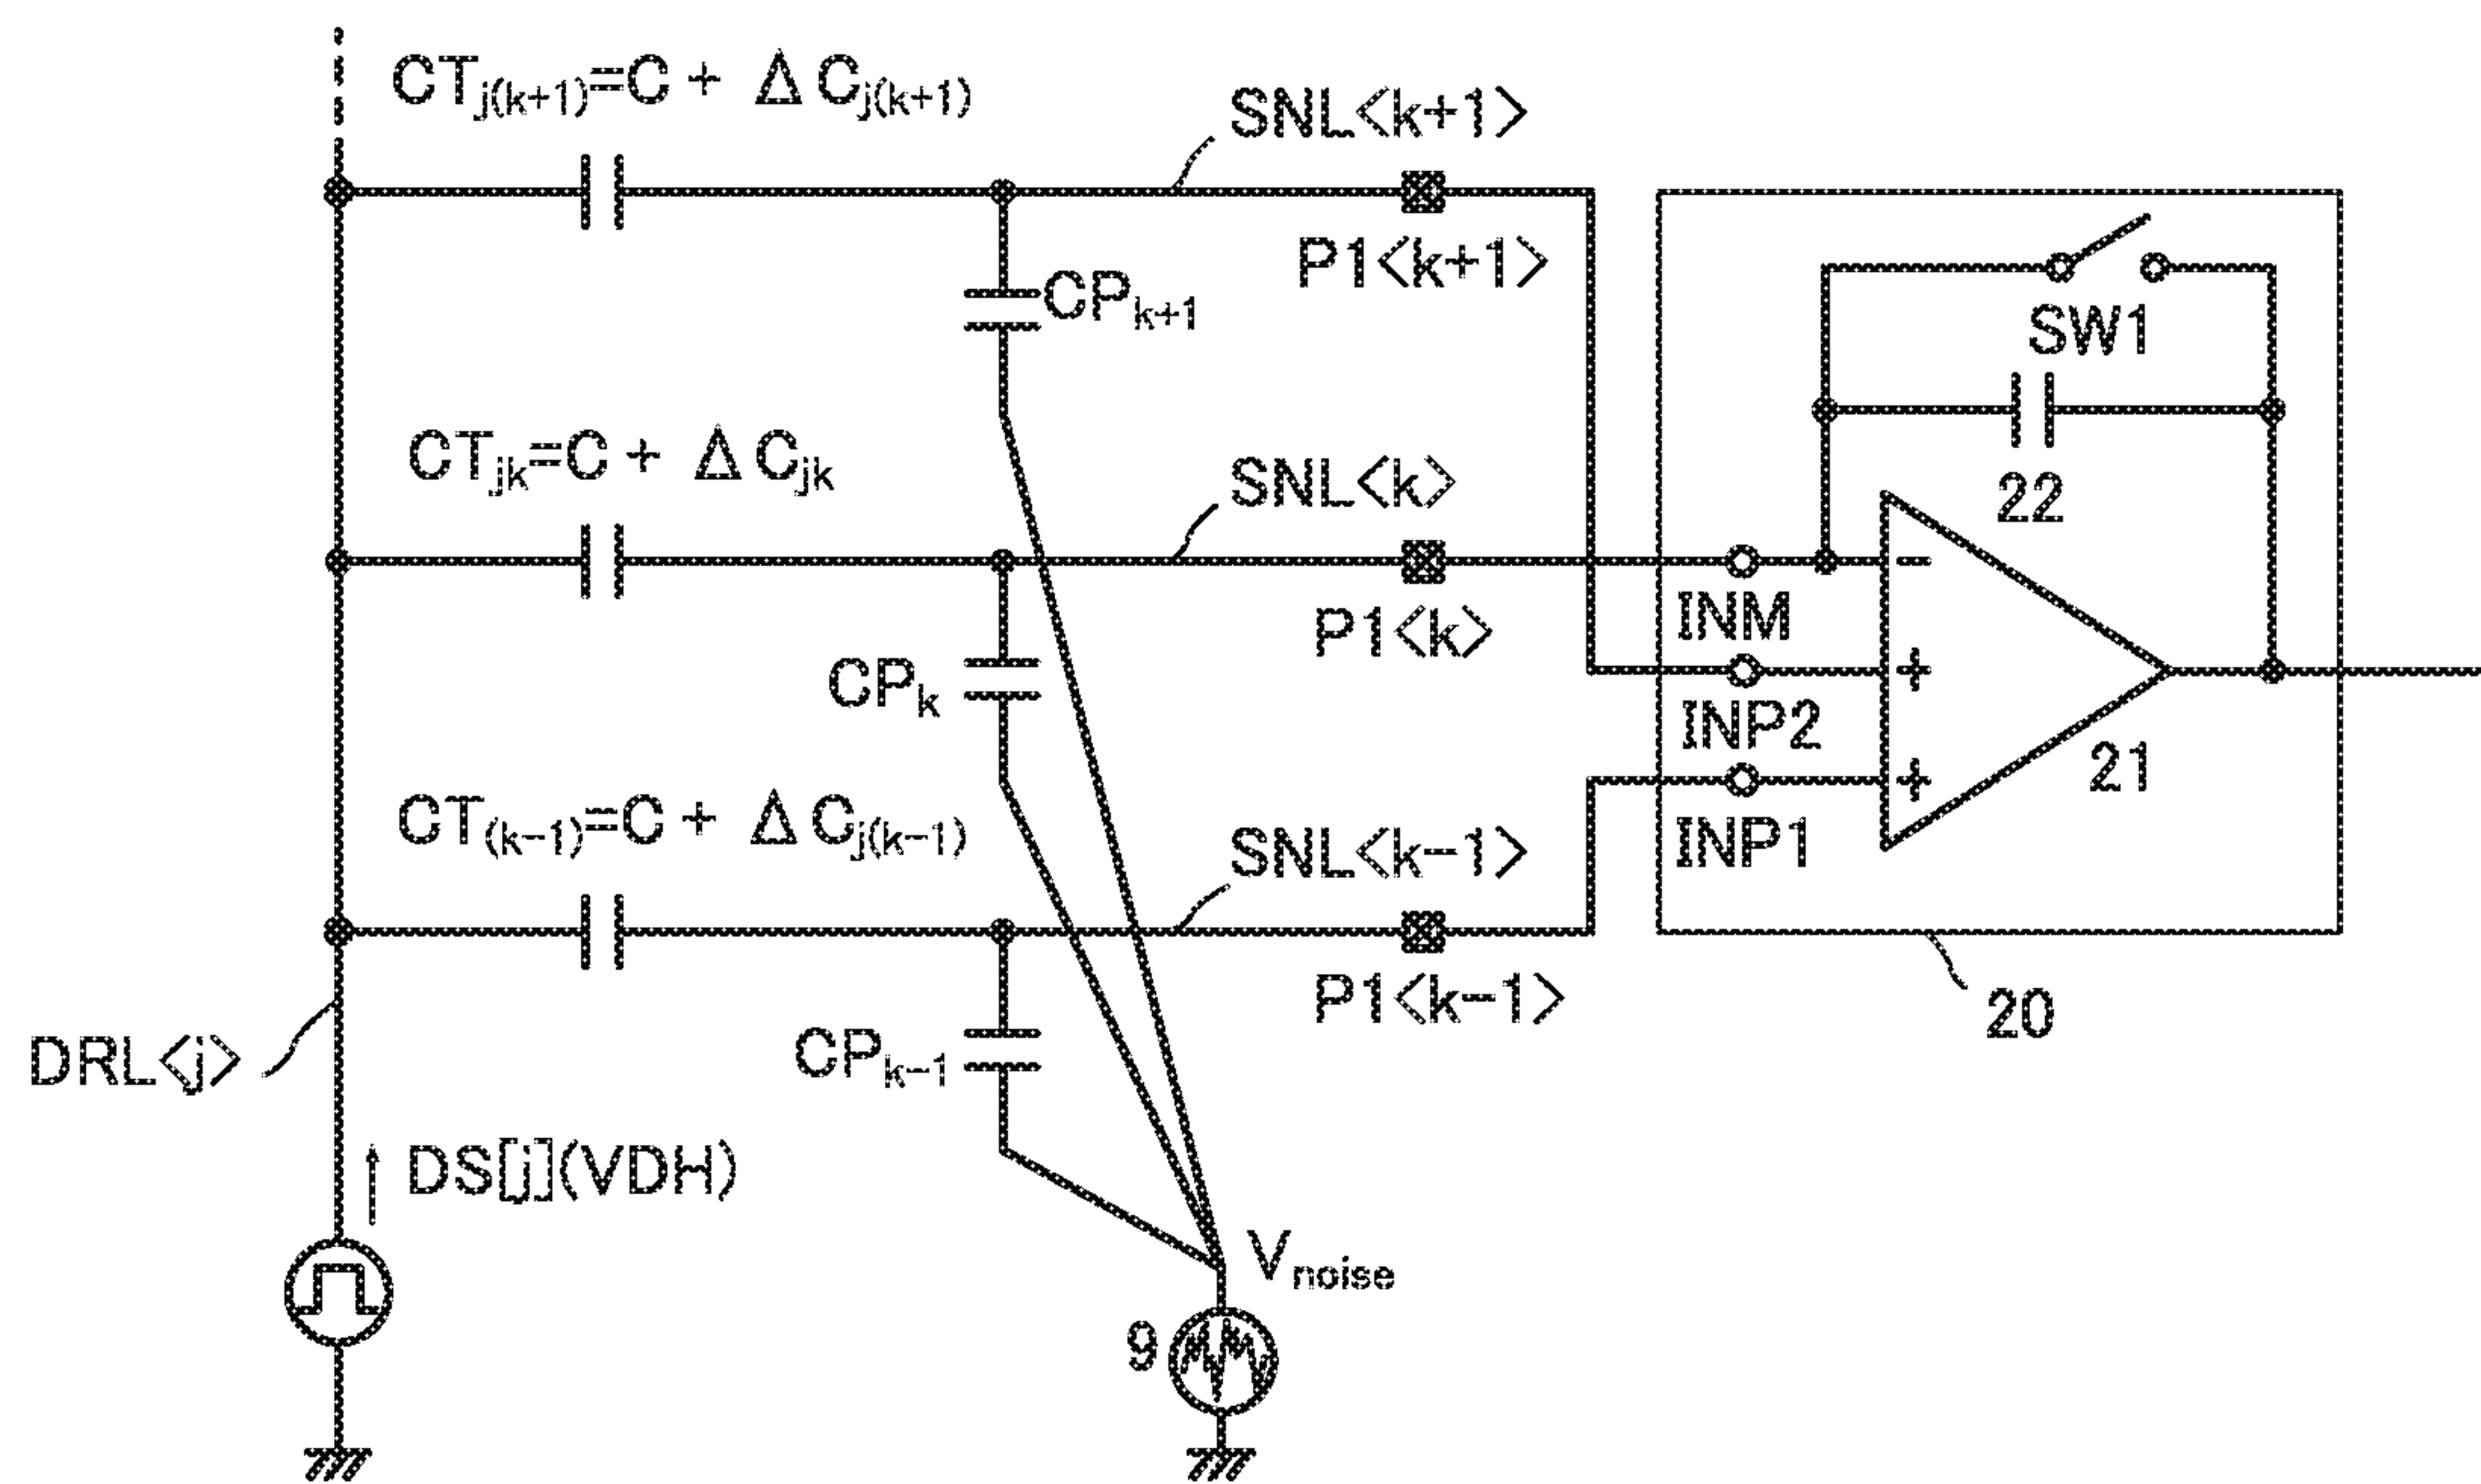 CTj(k+1)=C + ΔCj(k+1)
SNL<k+1>
P1<k+1>
CPk+1
SW1
CTjk=C + ΔCjk
SNL<k>
22
P1<k>
INM
-
CPk
+
INP2
21
CT(k-1)=C + ΔCj(k-1)
SNL<k-1>
+
INP1
P1<k-1>
20
DRL<j>
CPk-1
DS[j](VDH)
Vnoise
9